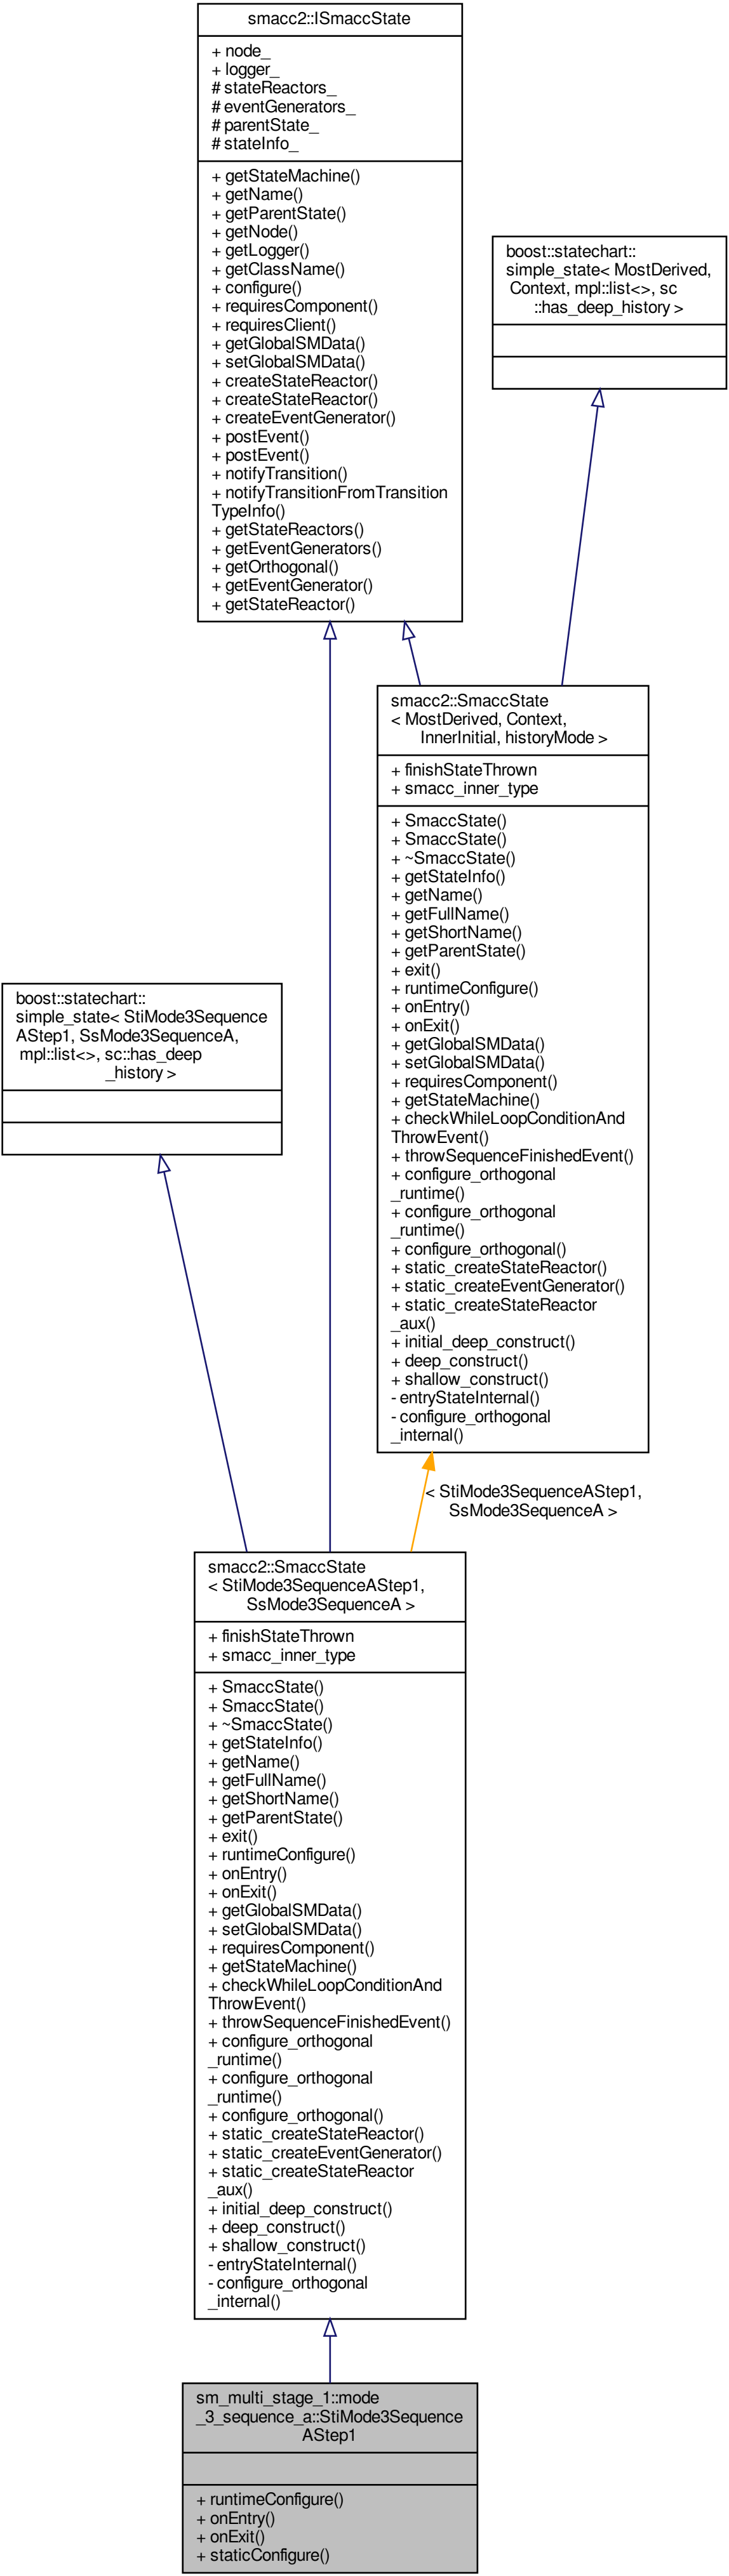 smacc2::ISmaccState
+ node_
+ logger_
# stateReactors_
# eventGenerators_
# parentState_
# stateInfo_
+ getStateMachine()
+ getName()
+ getParentState()
+ getNode()
+ getLogger()
+ getClassName()
+ configure()
+ requiresComponent()
+ requiresClient()
+ getGlobalSMData()
+ setGlobalSMData()
+ createStateReactor()
+ createStateReactor()
+ createEventGenerator()
+ postEvent()
+ postEvent()
+ notifyTransition()
+ notifyTransitionFromTransition
TypeInfo()
+ getStateReactors()
+ getEventGenerators()
+ getOrthogonal()
+ getEventGenerator()
+ getStateReactor()
boost::statechart::
simple_state< MostDerived,
Context, mpl::list<>, sc
::has_deep_history >
smacc2::SmaccState
< MostDerived, Context,
InnerInitial, historyMode >
+ finishStateThrown
+ smacc_inner_type
+ SmaccState()
+ SmaccState()
+ ~SmaccState()
+ getStateInfo()
+ getName()
+ getFullName()
+ getShortName()
+ getParentState()
+ exit()
+ runtimeConfigure()
+ onEntry()
+ onExit()
+ getGlobalSMData()
+ setGlobalSMData()
+ requiresComponent()
+ getStateMachine()
+ checkWhileLoopConditionAnd
ThrowEvent()
+ throwSequenceFinishedEvent()
+ configure_orthogonal
_runtime()
+ configure_orthogonal
_runtime()
+ configure_orthogonal()
+ static_createStateReactor()
+ static_createEventGenerator()
+ static_createStateReactor
_aux()
+ initial_deep_construct()
+ deep_construct()
+ shallow_construct()
- entryStateInternal()
- configure_orthogonal
_internal()
boost::statechart::
simple_state< StiMode3Sequence
AStep1, SsMode3SequenceA,
mpl::list<>, sc::has_deep
_history >
< StiMode3SequenceAStep1,
SsMode3SequenceA >
smacc2::SmaccState
< StiMode3SequenceAStep1,
SsMode3SequenceA >
+ finishStateThrown
+ smacc_inner_type
+ SmaccState()
+ SmaccState()
+ ~SmaccState()
+ getStateInfo()
+ getName()
+ getFullName()
+ getShortName()
+ getParentState()
+ exit()
+ runtimeConfigure()
+ onEntry()
+ onExit()
+ getGlobalSMData()
+ setGlobalSMData()
+ requiresComponent()
+ getStateMachine()
+ checkWhileLoopConditionAnd
ThrowEvent()
+ throwSequenceFinishedEvent()
+ configure_orthogonal
_runtime()
+ configure_orthogonal
_runtime()
+ configure_orthogonal()
+ static_createStateReactor()
+ static_createEventGenerator()
+ static_createStateReactor
_aux()
+ initial_deep_construct()
+ deep_construct()
+ shallow_construct()
- entryStateInternal()
- configure_orthogonal
_internal()
sm_multi_stage_1::mode
_3_sequence_a::StiMode3Sequence
AStep1
+ runtimeConfigure()
+ onEntry()
+ onExit()
+ staticConfigure()